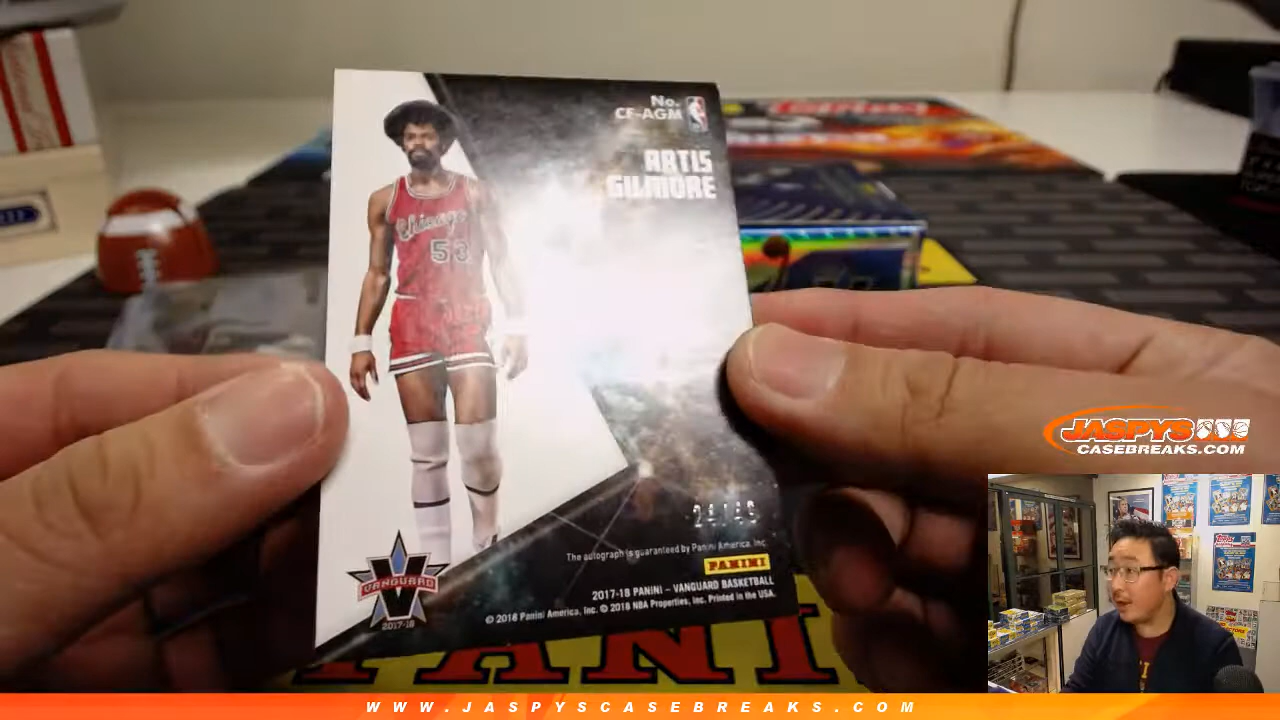 No.
CF-AGM
ARTIS
GILMORE
Chicago
53
The autograph is guaranteed by Panini America, Inc.
PANINI
2017-18 PANINI - VANGUARD BASKETBALL
© 2018 Panini America, Inc. © 2018 NBA Properties, Inc. Printed in the USA.
VANGUARD
V
2017-18
PANINI
JASPYS
CASEBREAKS.COM
WWW.JASPYSCASEBREAKS.COM